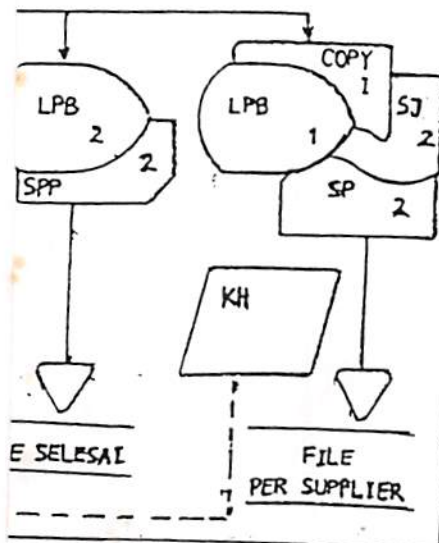 COPY
1
LPB
2
2
SPP
LPB
1
SJ
2
SP
2
KH
E SELESAI
FILE
PER SUPPLIER